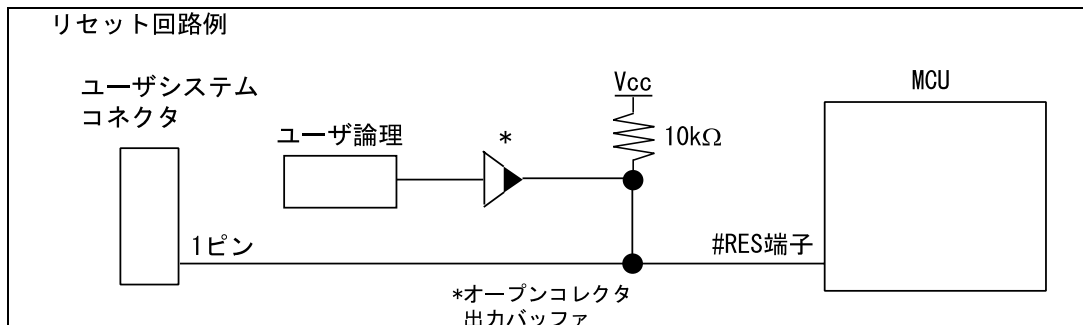 リセット回路例
ユーザシステム
コネクタ
ユーザ論理
*
Vcc
10kΩ
MCU
1ピン
#RES端子
*オープンコレクタ
出力バッファ